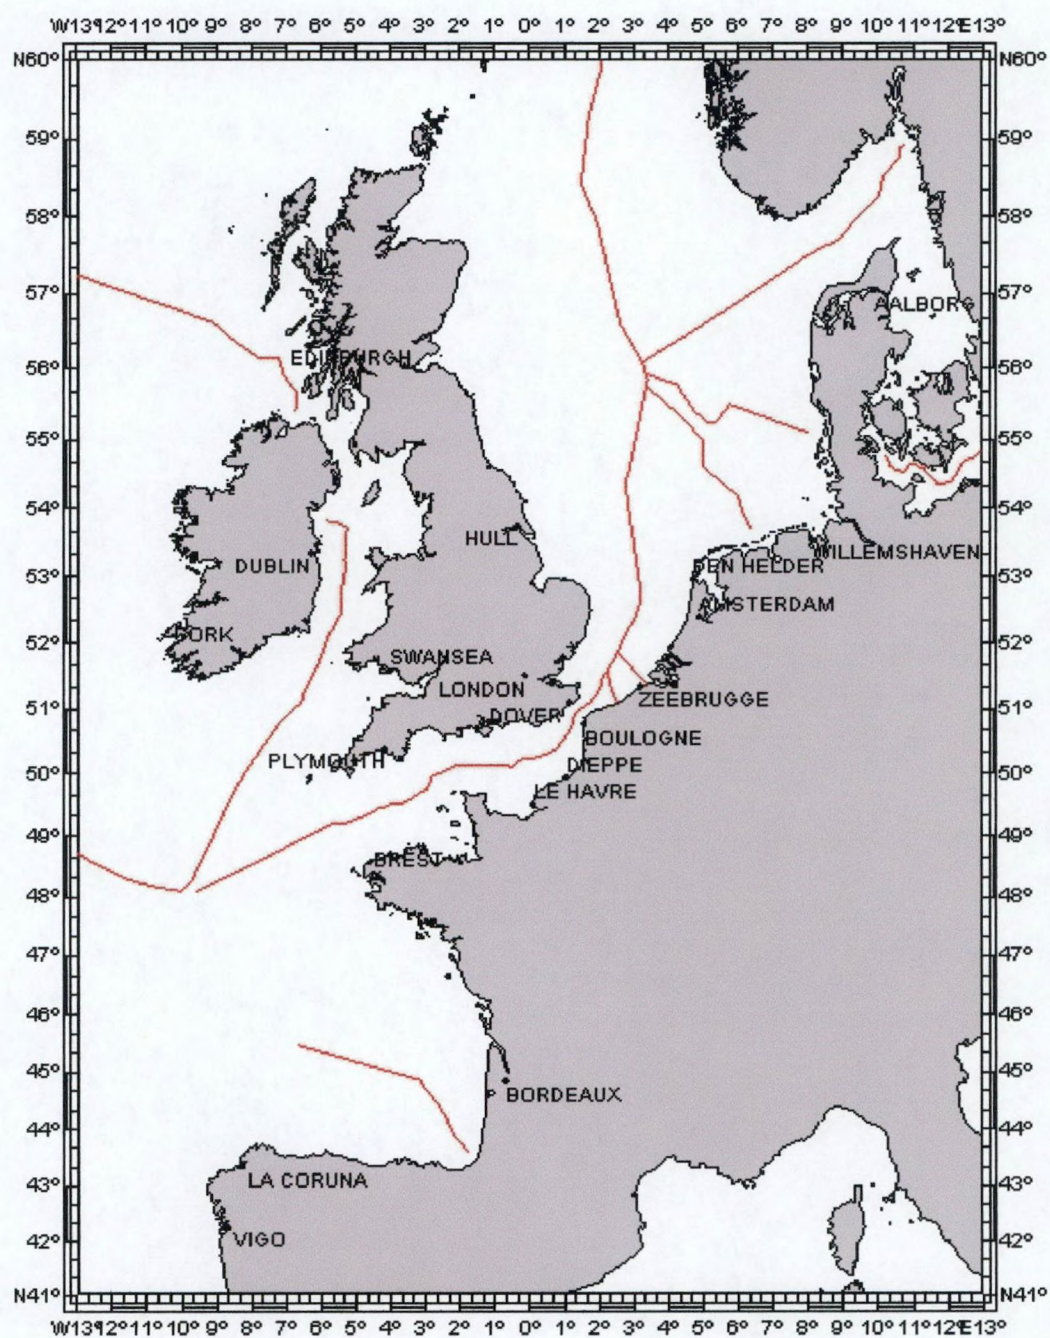 W13°12°11°10° 9° 8° 7° 6° 5° 4° 3° 2° 1° 0° 1° 2° 3° 4° 5° 6° 7° 8° 9° 10° 11° 12°E13°
N60° N60°
59° 59°
58° 58°
57° 57°
AALBORG
EDINBURGH
56° 56°
55° 55°
54° 54°
HULL
WILLEMSHAVEN
DUBLIN DEN HELDER
53° 53°
AMSTERDAM
CORK
52° 52°
SWANSEA
LONDON
ZEEBRUGGE
51° 51°
DOVER
BOULOGNE
PLYMOUTH DIEPPE
50° 50°
LE HAVRE
49° 49°
BREST
48° 48°
47° 47°
46° 46°
45° 45°
BORDEAUX
44° 44°
LA CORUNA
43° 43°
VIGO
42° 42°
N41° N41°
W13°12°11°10° 9° 8° 7° 6° 5° 4° 3° 2° 1° 0° 1° 2° 3° 4° 5° 6° 7° 8° 9° 10° 11° 12°E13°